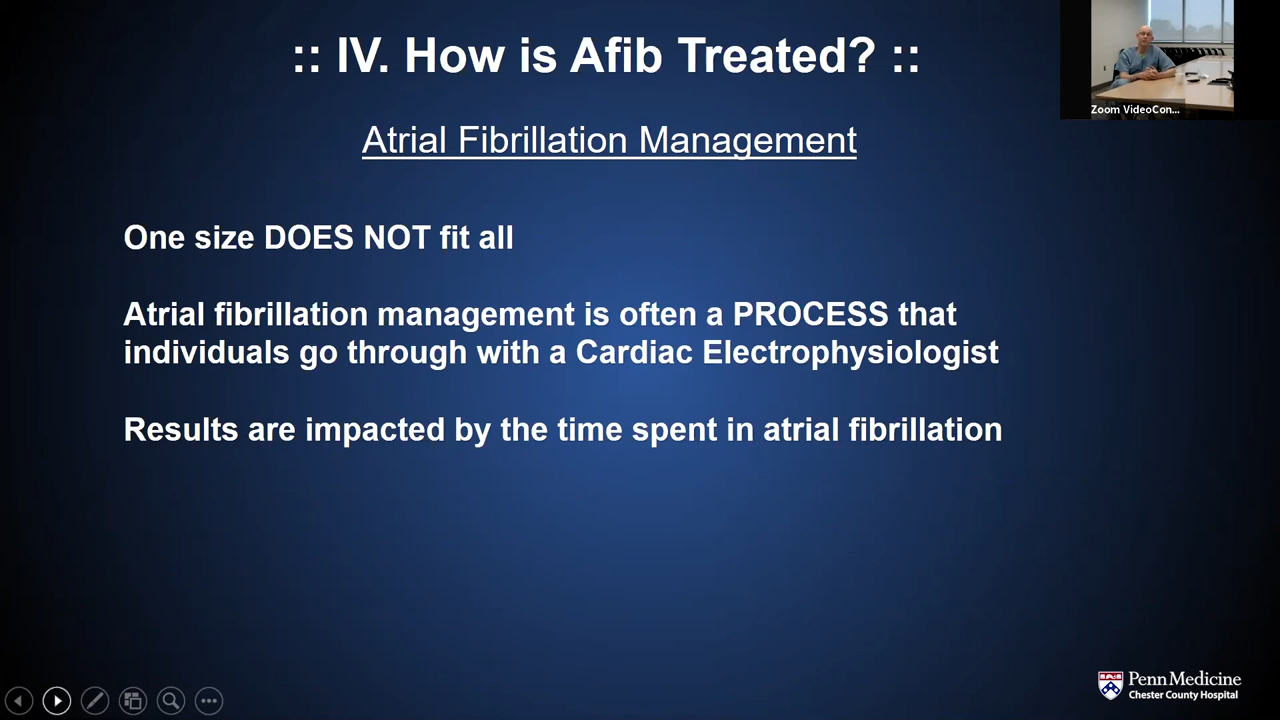 :: IV. How is Afib Treated? ::
Zoom VideoCon...
Atrial Fibrillation Management
One size DOES NOT fit all
Atrial fibrillation management is often a PROCESS that
individuals go through with a Cardiac Electrophysiologist
Results are impacted by the time spent in atrial fibrillation
Penn Medicine
Chester County Hospital